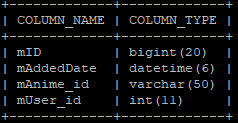 +-------------+-------------+
| COLUMN_NAME | COLUMN_TYPE |
+-------------+-------------+
| mID         | bigint(20)  |
| mAddedDate  | datetime(6) |
| mAnime_id   | varchar(50) |
| mUser_id    | int(11)     |
+-------------+-------------+